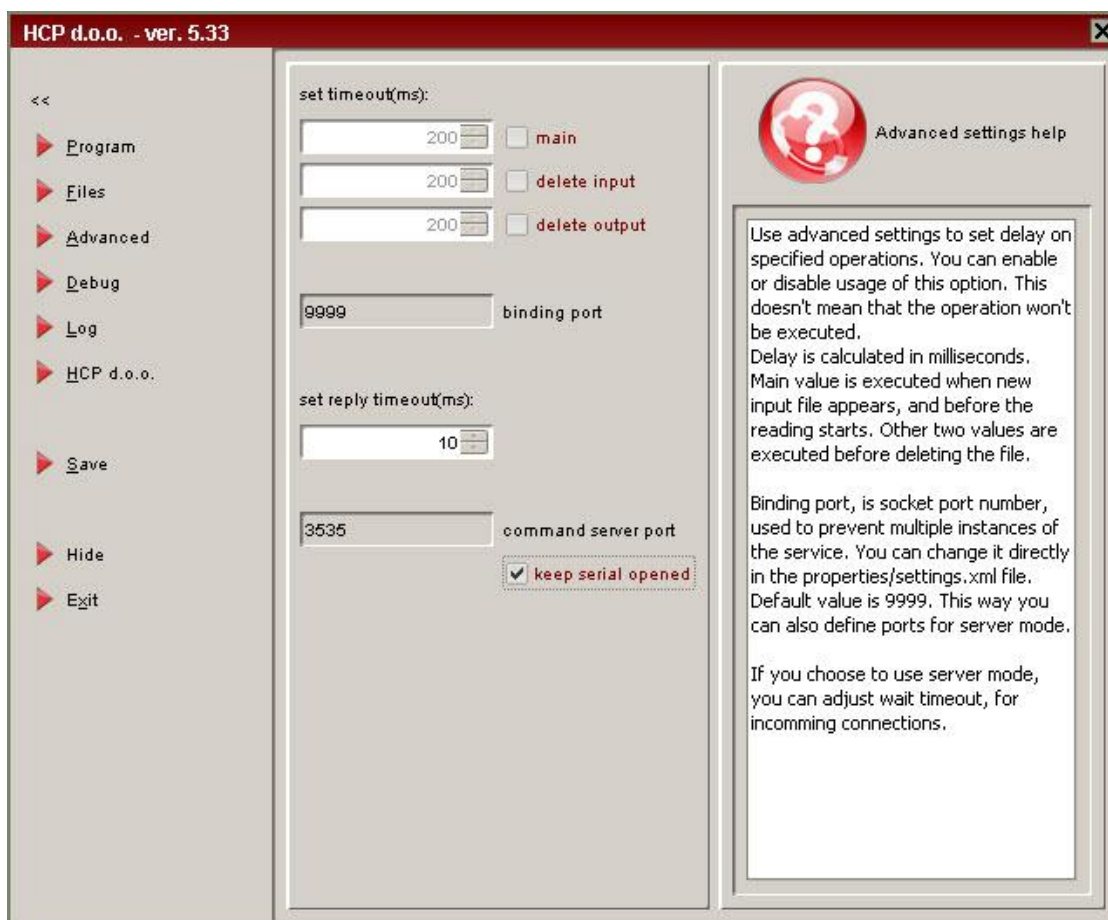 HCP d.o.o. - ver. 5.33
<<
Program
Files
Advanced
Debug
Log
HCP d.o.o.
Save
Hide
Exit
set timeout(ms):
200 main
200 delete input
200 delete output
9999 binding port
set reply timeout(ms):
10
3535 command server port
keep serial opened
Advanced settings help
Use advanced settings to set delay on
specified operations. You can enable
or disable usage of this option. This
doesn't mean that the operation won't
be executed.
Delay is calculated in milliseconds.
Main value is executed when new
input file appears, and before the
reading starts. Other two values are
executed before deleting the file.
Binding port, is socket port number,
used to prevent multiple instances of
the service. You can change it directly
in the properties/settings.xml file.
Default value is 9999. This way you
can also define ports for server mode.
If you choose to use server mode,
you can adjust wait timeout, for
incomming connections.